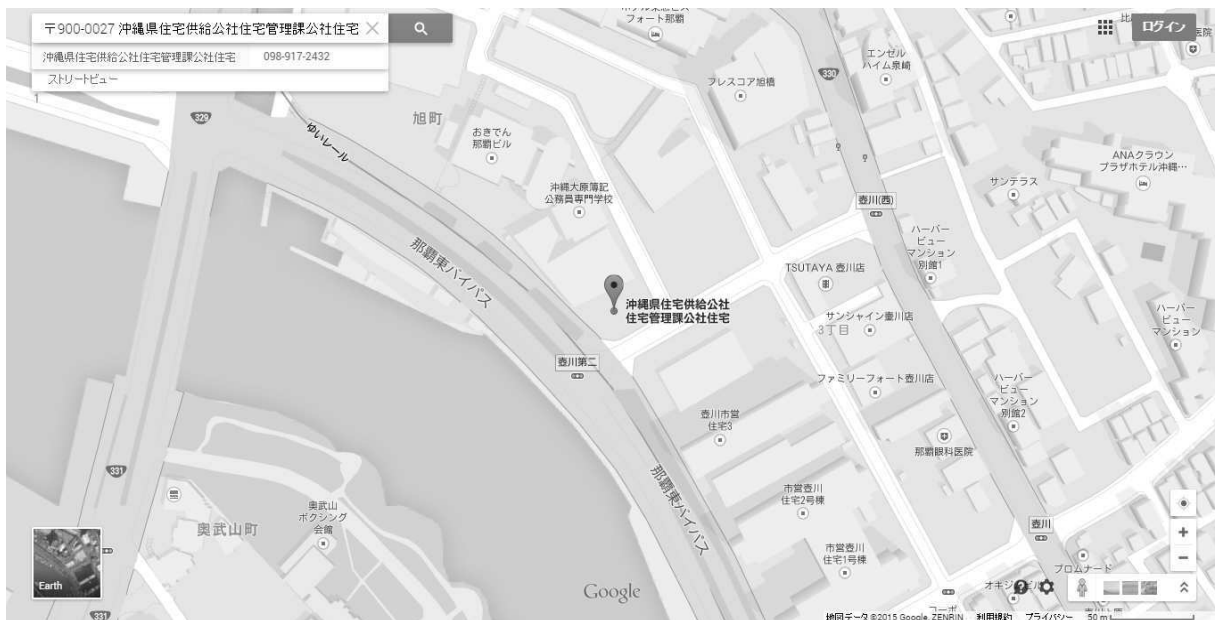 〒900-0027 沖縄県住宅供給公社住宅管理課公社住宅
沖縄県住宅供給公社住宅管理課公社住宅 098-917-2432
ストリートビュー
ログイン
フォート那覇
330
エンゼル
ハイム泉崎
医院
フレスコア旭橋
329
旭町
ゆいレール
おきでん
那覇ビル
沖縄大原簿記
公務員専門学校
ANAクラウン
プラザホテル沖縄…
サンテラス
壺川(西)
ハーバー
ビュー
マンション
別館1
那覇東バイパス
TSUTAYA 壺川店
沖縄県住宅供給公社
住宅管理課公社住宅
サンシャイン壷川店
3丁目
ハーバー
ビュー
マンション
壺川第二
ファミリーフォート壺川店
ハーバー
ビュー
マンション
別館2
壺川市営
住宅3
那覇眼科医院
331
市営壺川
住宅2号棟
奥武山
ボクシング
会館
奥武山町
那覇東バイパス
壺川
市営壺川
住宅1号棟
プロムナード
Earth
Google
コーポ
331
地図データ ©2015 Google, ZENRIN 利用規約 プライバシー 50 m